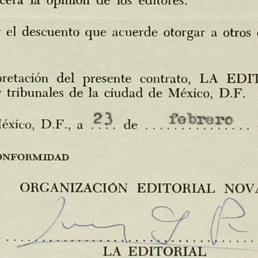 la opinión de los editores.
el descuento que acuerde otorgar a otros
pretación del presente contrato, LA EDIT
tribunales de la ciudad de México, D.F.
México, D.F., a 23 de febrero
ONFORMIDAD
ORGANIZACIÓN EDITORIAL NOVA
LA EDITORIAL